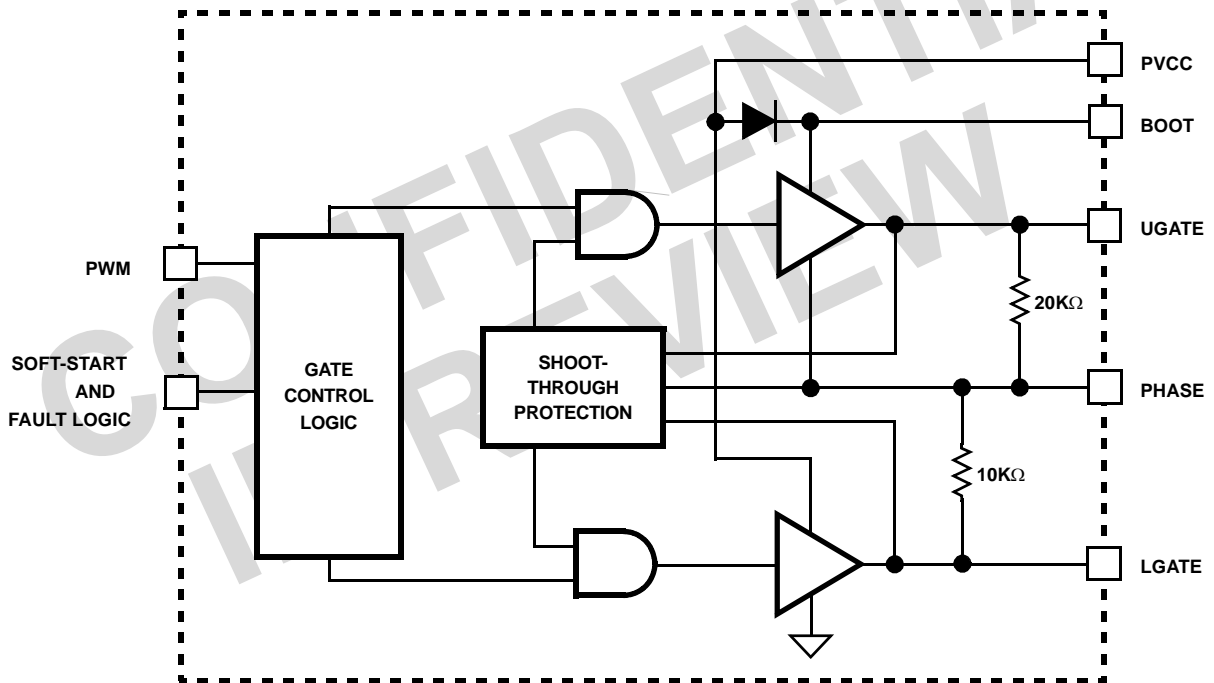 CONFIDENTIAL
IN REVIEW
PVCC
BOOT
UGATE
PWM
20KΩ
SOFT-START
AND
FAULT LOGIC
GATE
CONTROL
LOGIC
SHOOT-
THROUGH
PROTECTION
PHASE
10KΩ
LGATE